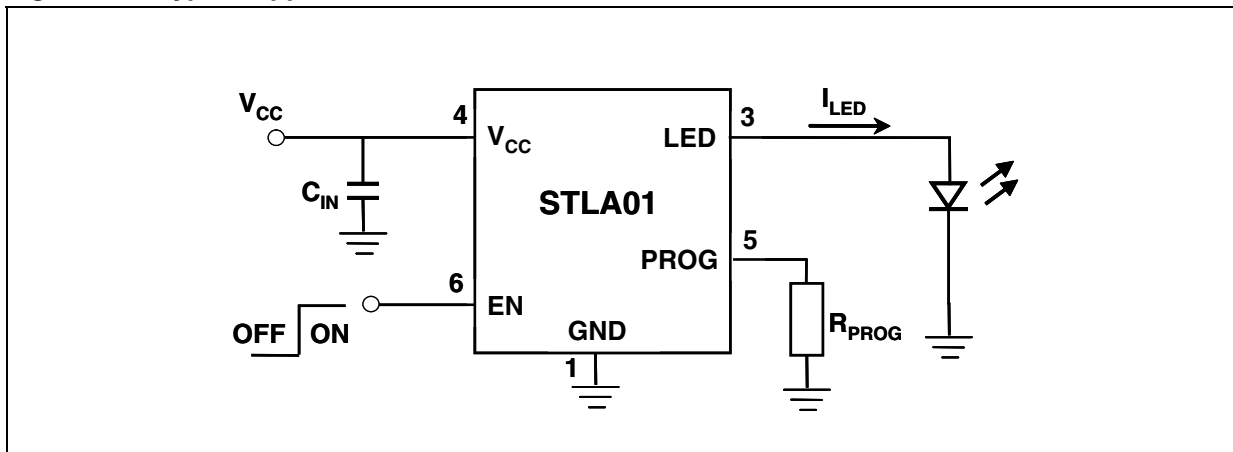 V_CC
4
V_CC
C_IN
STLA01
LED
3
I_LED
PROG
5
R_PROG
6
EN
OFF
ON
GND
1